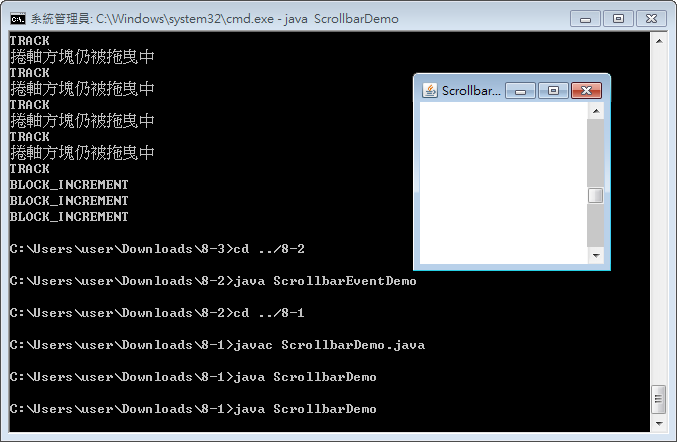 系統管理員: C:\Windows\system32\cmd.exe - java  ScrollbarDemo
TRACK
捲軸方塊仍被拖曳中
TRACK
捲軸方塊仍被拖曳中
TRACK
捲軸方塊仍被拖曳中
TRACK
捲軸方塊仍被拖曳中
TRACK
BLOCK_INCREMENT
BLOCK_INCREMENT
BLOCK_INCREMENT
C:\Users\user\Downloads\8-3>cd ../8-2
C:\Users\user\Downloads\8-2>java ScrollbarEventDemo
C:\Users\user\Downloads\8-2>cd ../8-1
C:\Users\user\Downloads\8-1>javac ScrollbarDemo.java
C:\Users\user\Downloads\8-1>java ScrollbarDemo
C:\Users\user\Downloads\8-1>java ScrollbarDemo
Scrollbar...